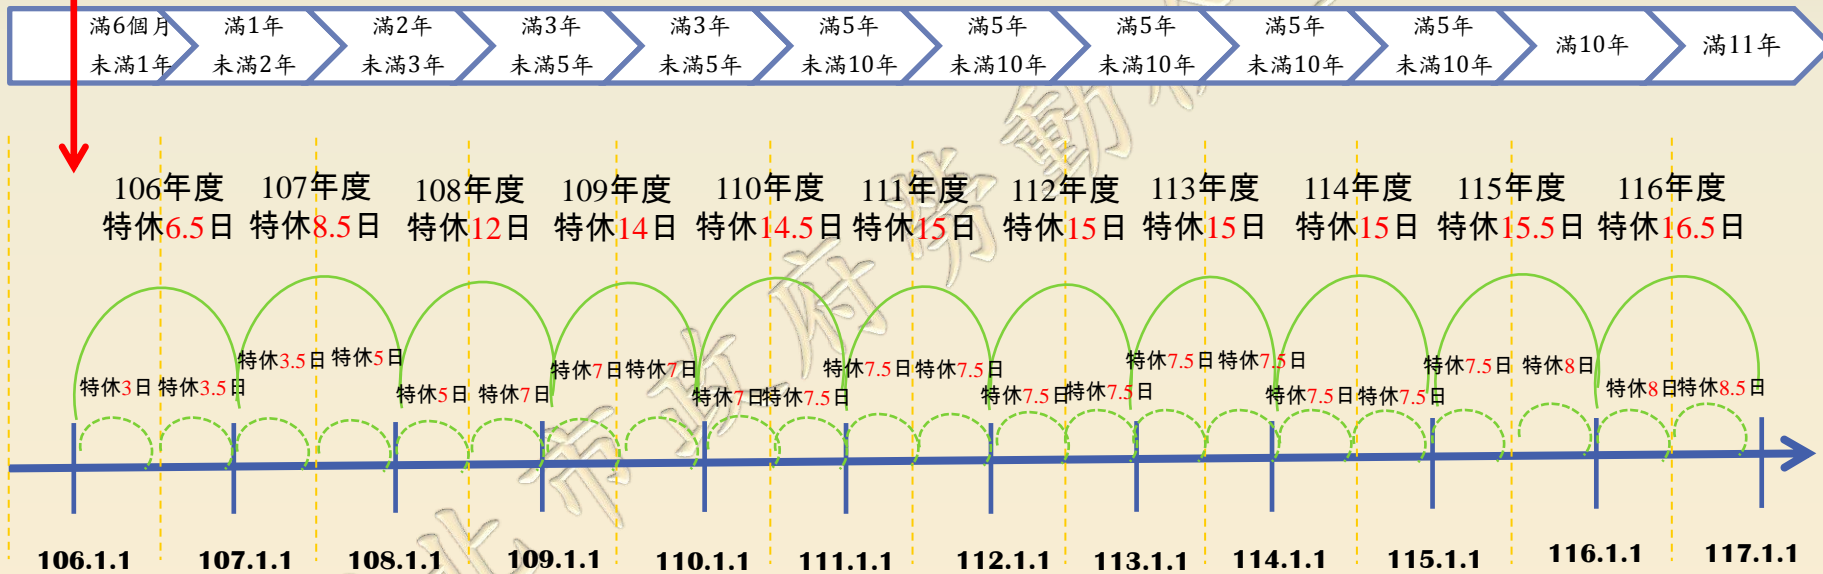 滿6個月
未滿1年
滿1年
未滿2年
滿2年
未滿3年
滿3年
未滿5年
滿3年
未滿5年
滿5年
未滿10年
滿5年
未滿10年
滿5年
未滿10年
滿5年
未滿10年
滿5年
未滿10年
滿10年
滿11年
106年度
特休6.5日
107年度
特休8.5日
108年度
特休12日
109年度
特休14日
110年度
特休14.5日
111年度
特休15日
112年度
特休15日
113年度
特休15日
114年度
特休15日
115年度
特休15.5日
116年度
特休16.5日
特休3日
特休3.5日
特休3.5日
特休5日
特休5日
特休7日
特休7日
特休7日
特休7日
特休7.5日
特休7.5日
特休7.5日
特休7.5日
特休7.5日
特休7.5日
特休7.5日
特休7.5日
特休7.5日
特休7.5日
特休8日
特休8日
特休8.5日
106.1.1
107.1.1
108.1.1
109.1.1
110.1.1
111.1.1
112.1.1
113.1.1
114.1.1
115.1.1
116.1.1
117.1.1
北市政府勞動